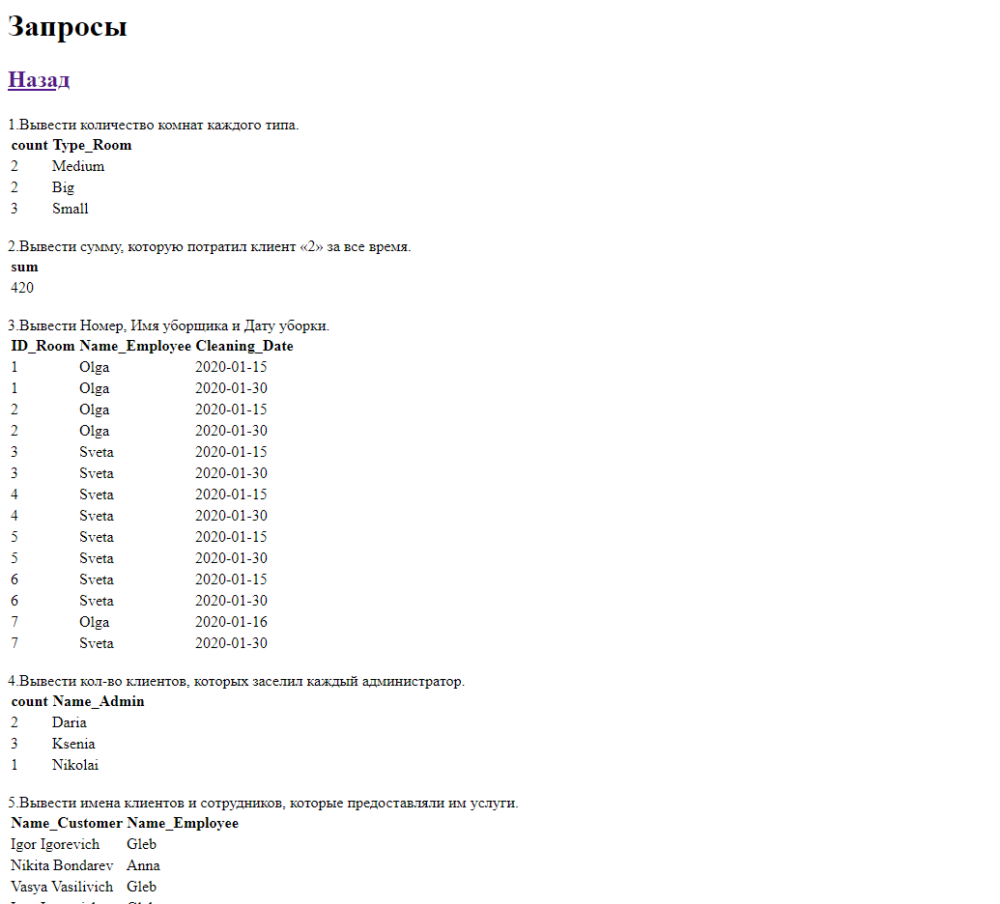 Запросы
Назад
1.Вывести количество комнат каждого типа.
count Type_Room
2 Medium
2 Big
3 Small
2.Вывести сумму, которую потратил клиент «2» за все время.
sum
420
3.Вывести Номер, Имя уборщика и Дату уборки.
ID_Room Name_Employee Cleaning_Date
1 Olga 2020-01-15
1 Olga 2020-01-30
2 Olga 2020-01-15
2 Olga 2020-01-30
3 Sveta 2020-01-15
3 Sveta 2020-01-30
4 Sveta 2020-01-15
4 Sveta 2020-01-30
5 Sveta 2020-01-15
5 Sveta 2020-01-30
6 Sveta 2020-01-15
6 Sveta 2020-01-30
7 Olga 2020-01-16
7 Sveta 2020-01-30
4.Вывести кол-во клиентов, которых заселил каждый администратор.
count Name_Admin
2 Daria
3 Ksenia
1 Nikolai
5.Вывести имена клиентов и сотрудников, которые предоставляли им услуги.
Name_Customer Name_Employee
Igor Igorevich Gleb
Nikita Bondarev Anna
Vasya Vasilivich Gleb